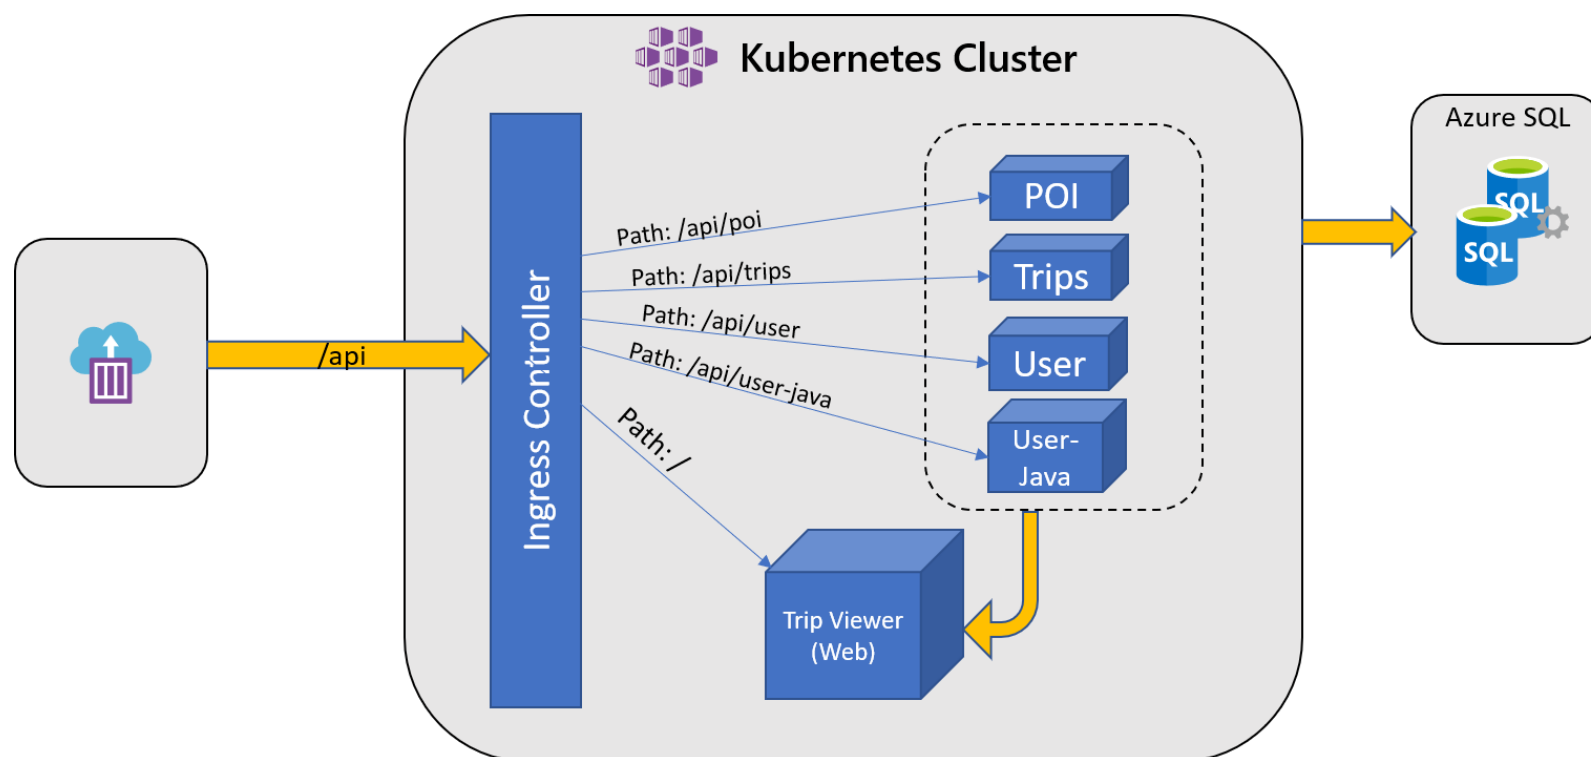 Kubernetes Cluster
Azure SQL
SQL
SQL
/api
Ingress Controller
Path: /api/poi
Path: /api/trips
Path: /api/user
Path: /api/user-java
Path: /
POI
Trips
User
User-
Java
Trip Viewer
(Web)